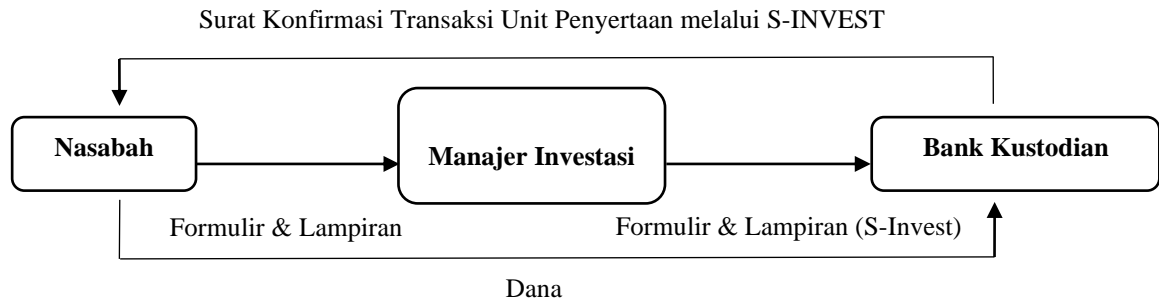 Surat Konfirmasi Transaksi Unit Penyertaan melalui S-INVEST
Nasabah
Manajer Investasi
Bank Kustodian
Formulir & Lampiran
Formulir & Lampiran (S-Invest)
Dana